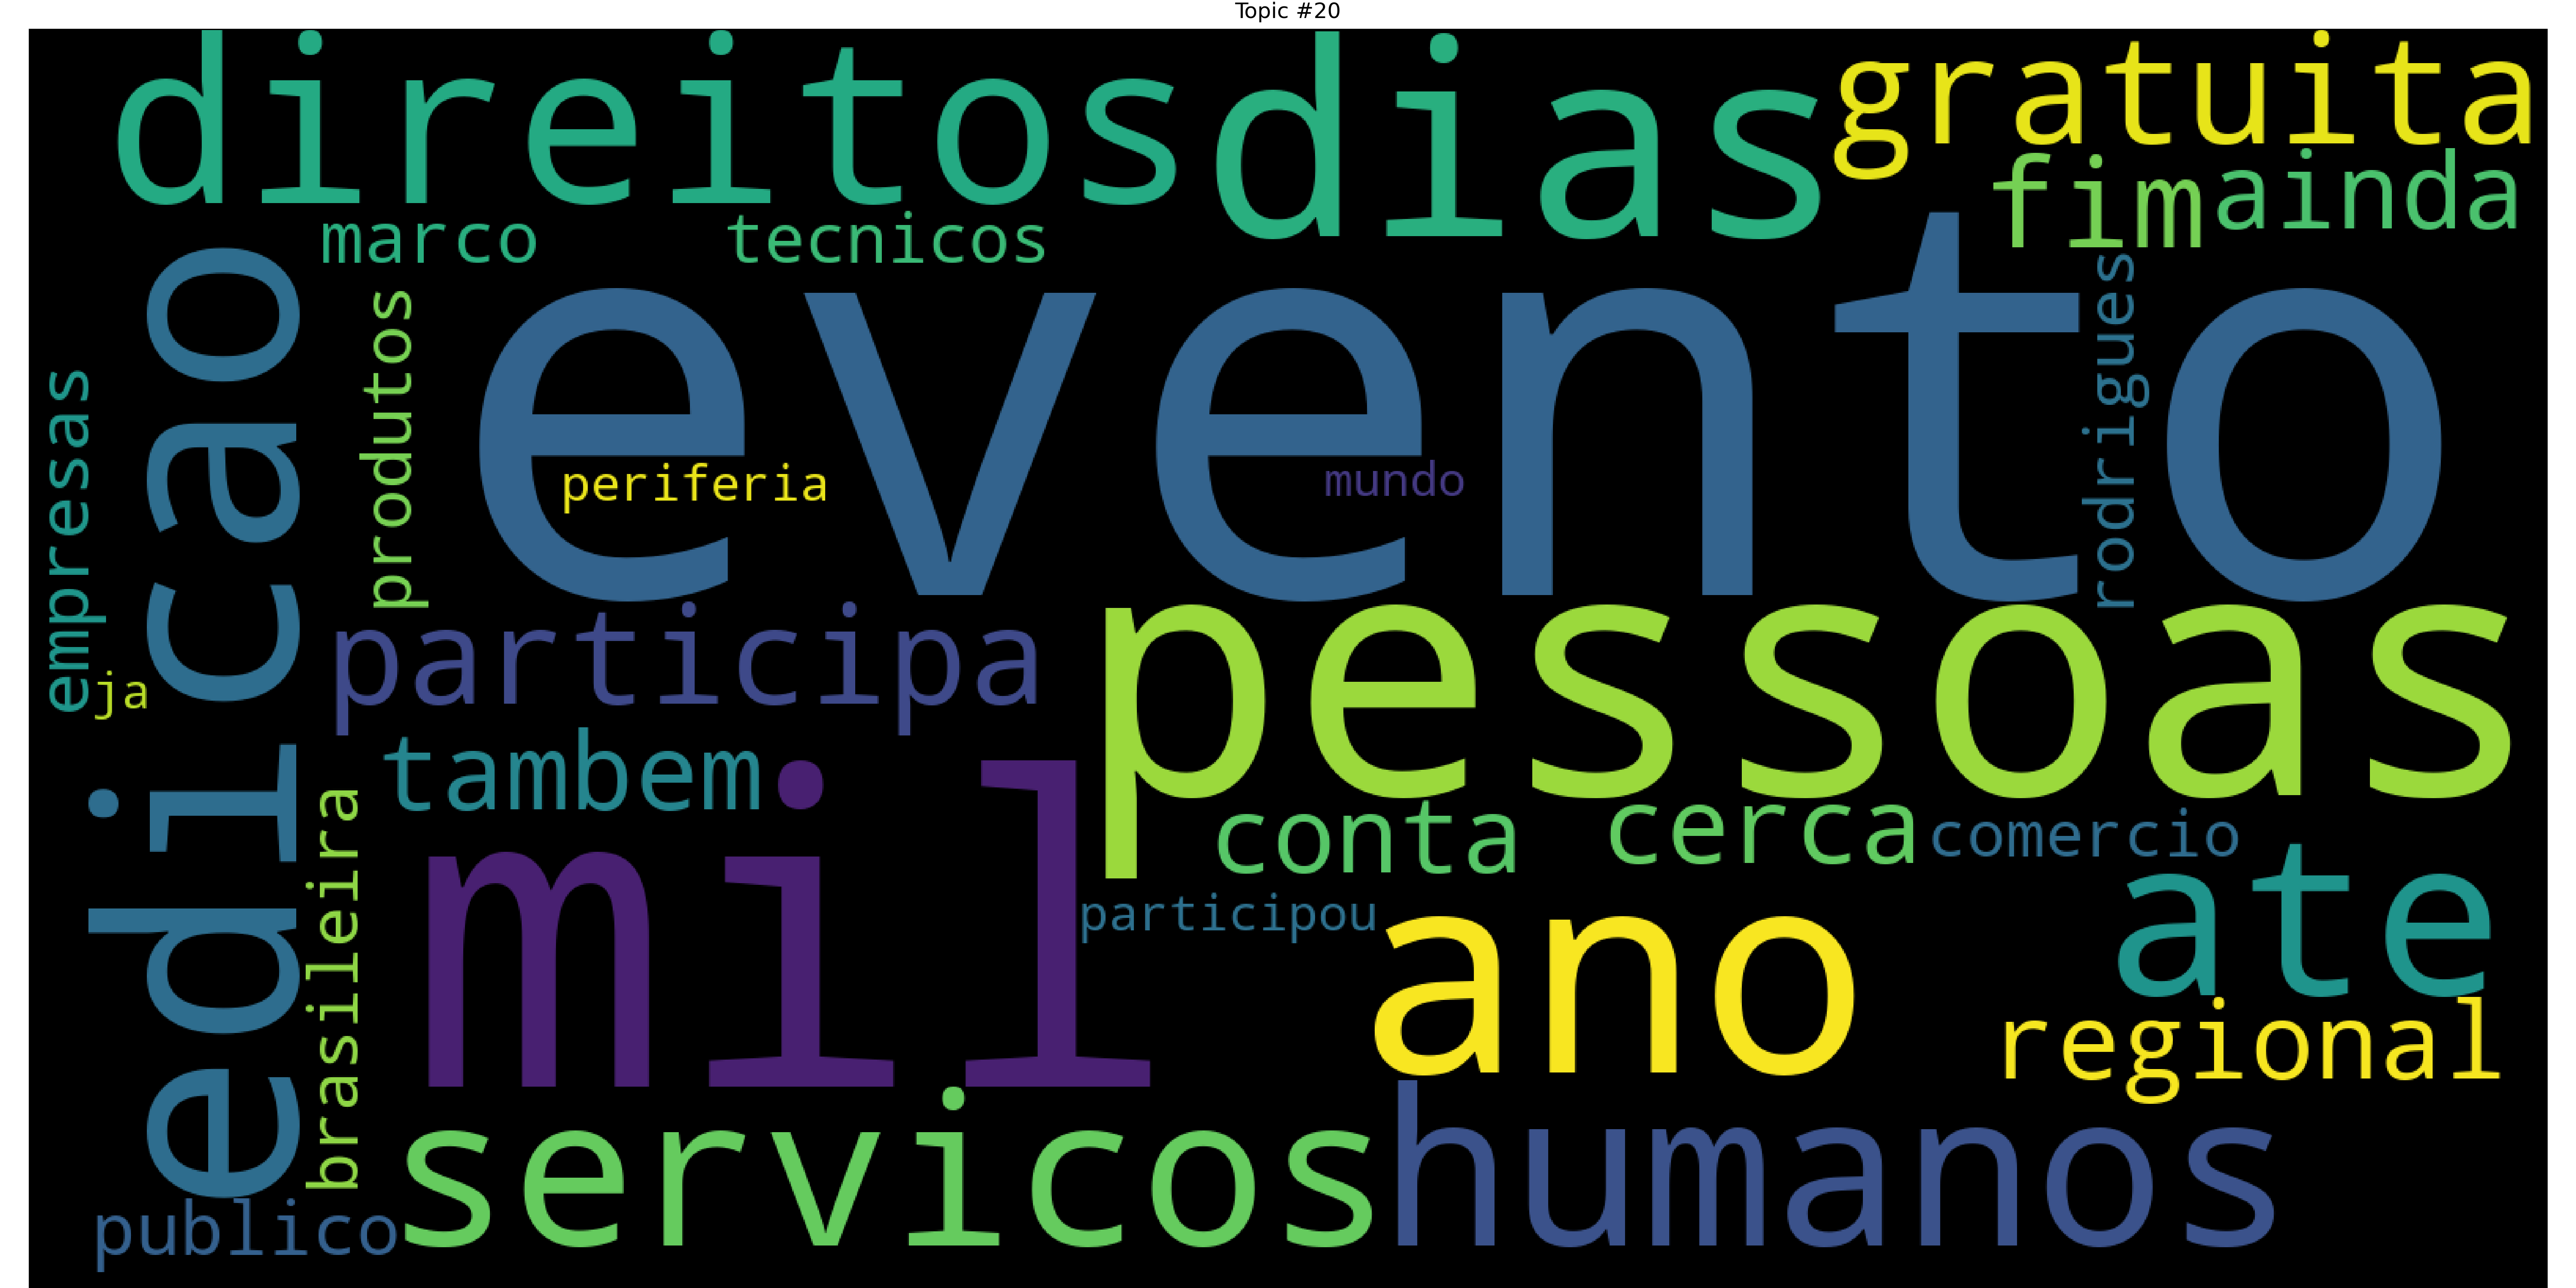 Topic #20
direitos
dias
gratuita
fim
ainda
marco
tecnicos
evento
edicao
produtos
empresas
rodrigues
periferia
mundo
participa
pessoas
ja
tambem
mil
conta
cerca
comercio
brasileira
participou
ano
ate
regional
servicos
humanos
publico